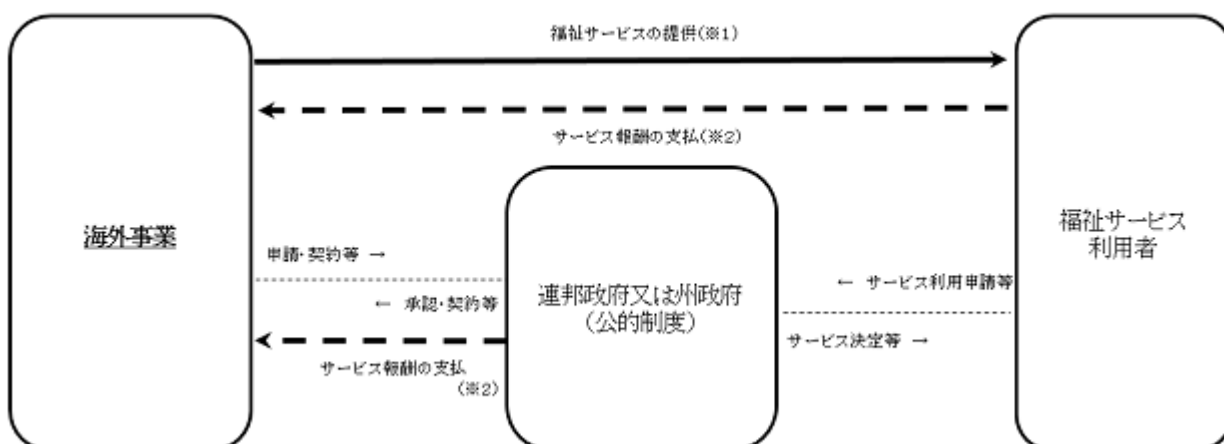 福祉サービスの提供(※1)
サービス報酬の支払(※2)
海外事業
福祉サービス
利用者
申請・契約等 →
← 承認・契約等
連邦政府又は州政府
（公的制度）
← サービス利用申請等
サービス決定等 →
サービス報酬の支払
(※2)